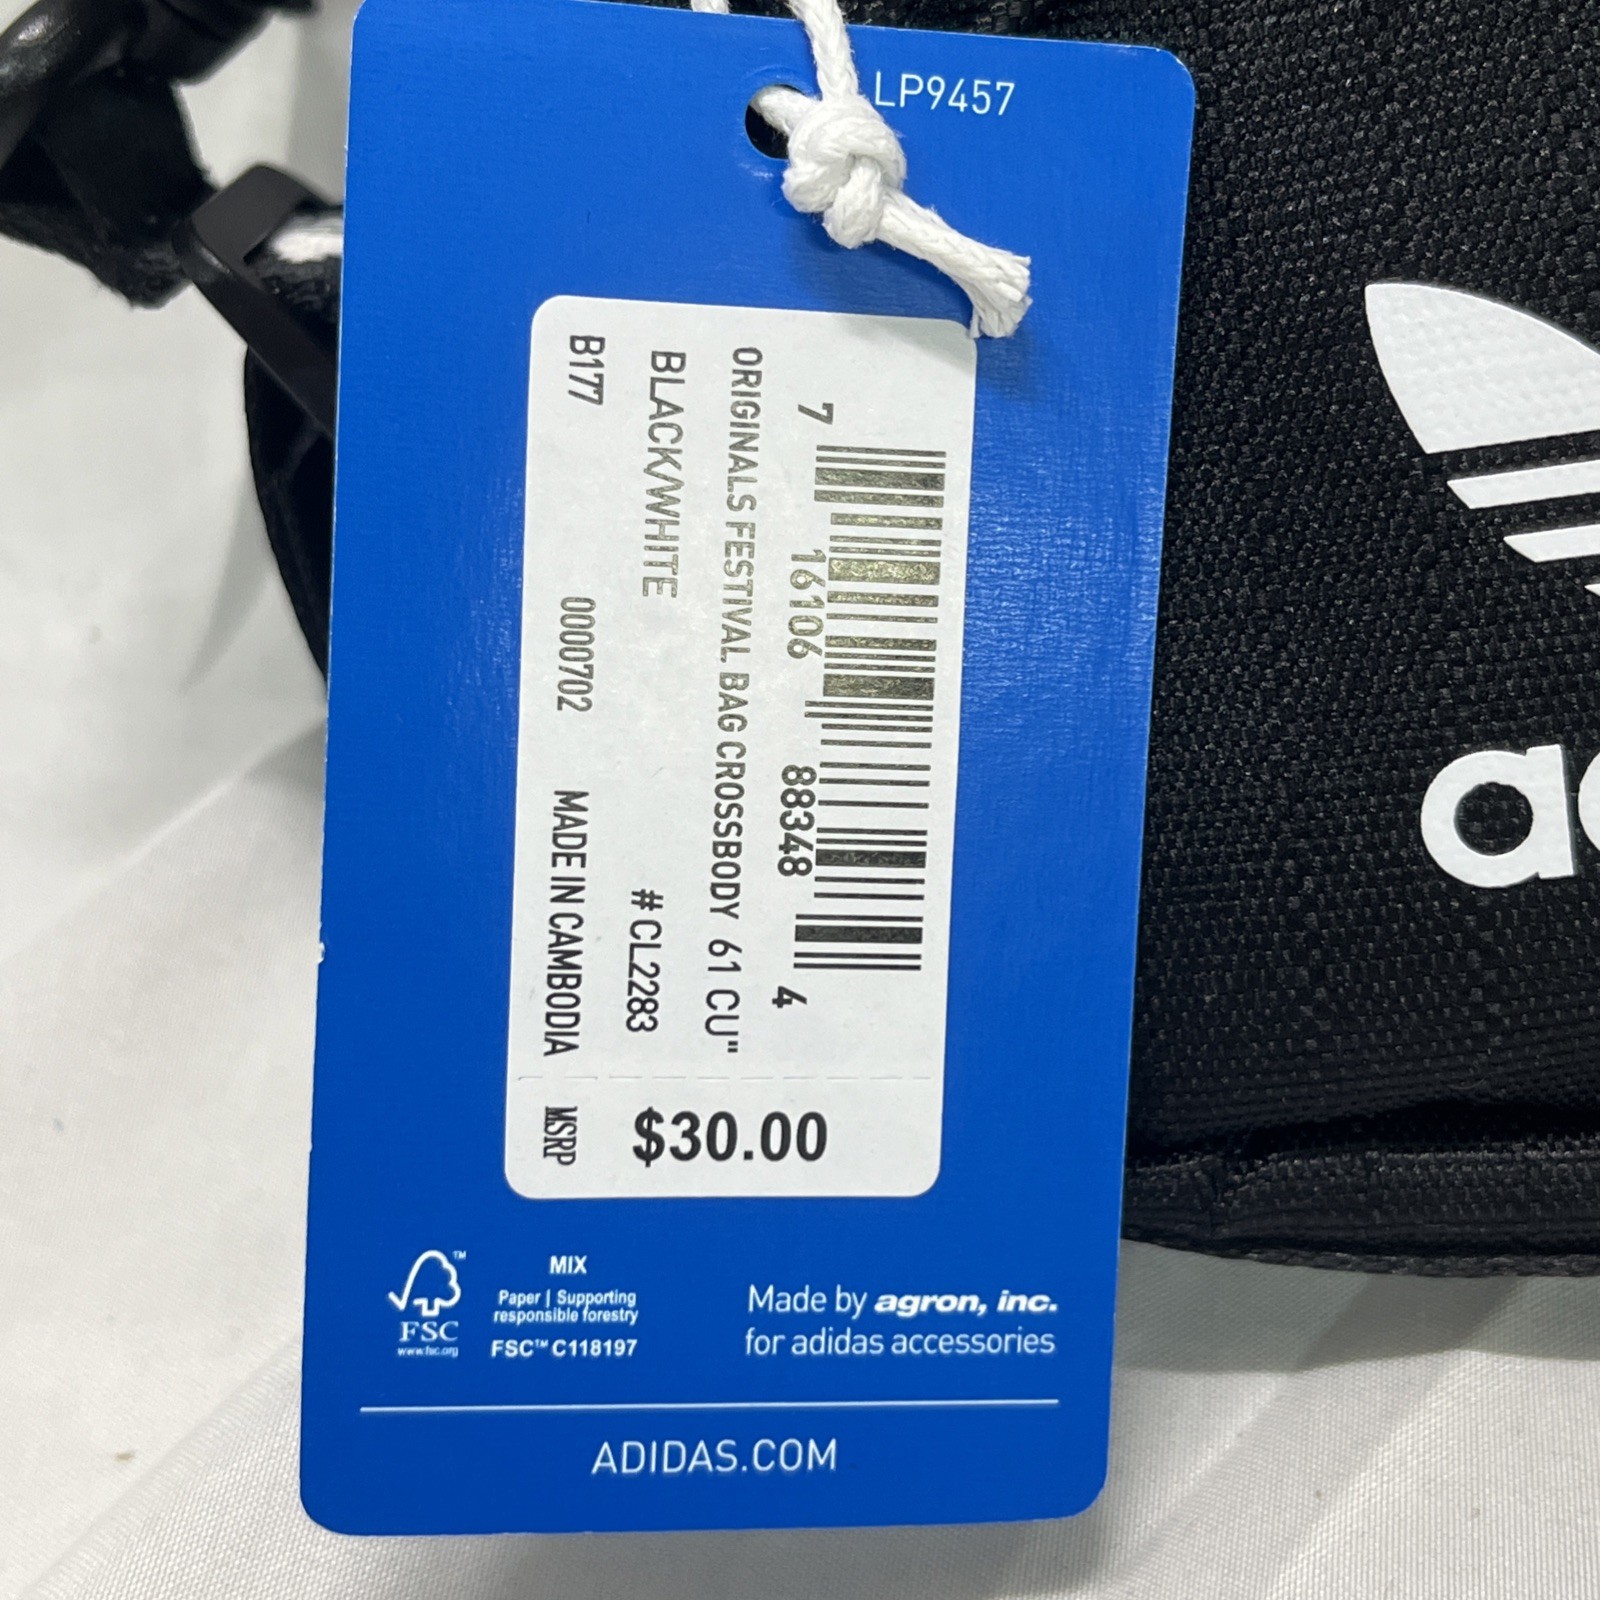 LP9457
7 16106 88348 4
ORIGINALS FESTIVAL BAG CROSSBODY 61 CU"
BLACK/WHITE #CL2283
B177 0000702 MADE IN CAMBODIA
MSRP
$30.00
FSC
www.fsc.org
MIX
Paper | Supporting
responsible forestry
FSC™ C118197
Made by agron, inc.
for adidas accessories
ADIDAS.COM